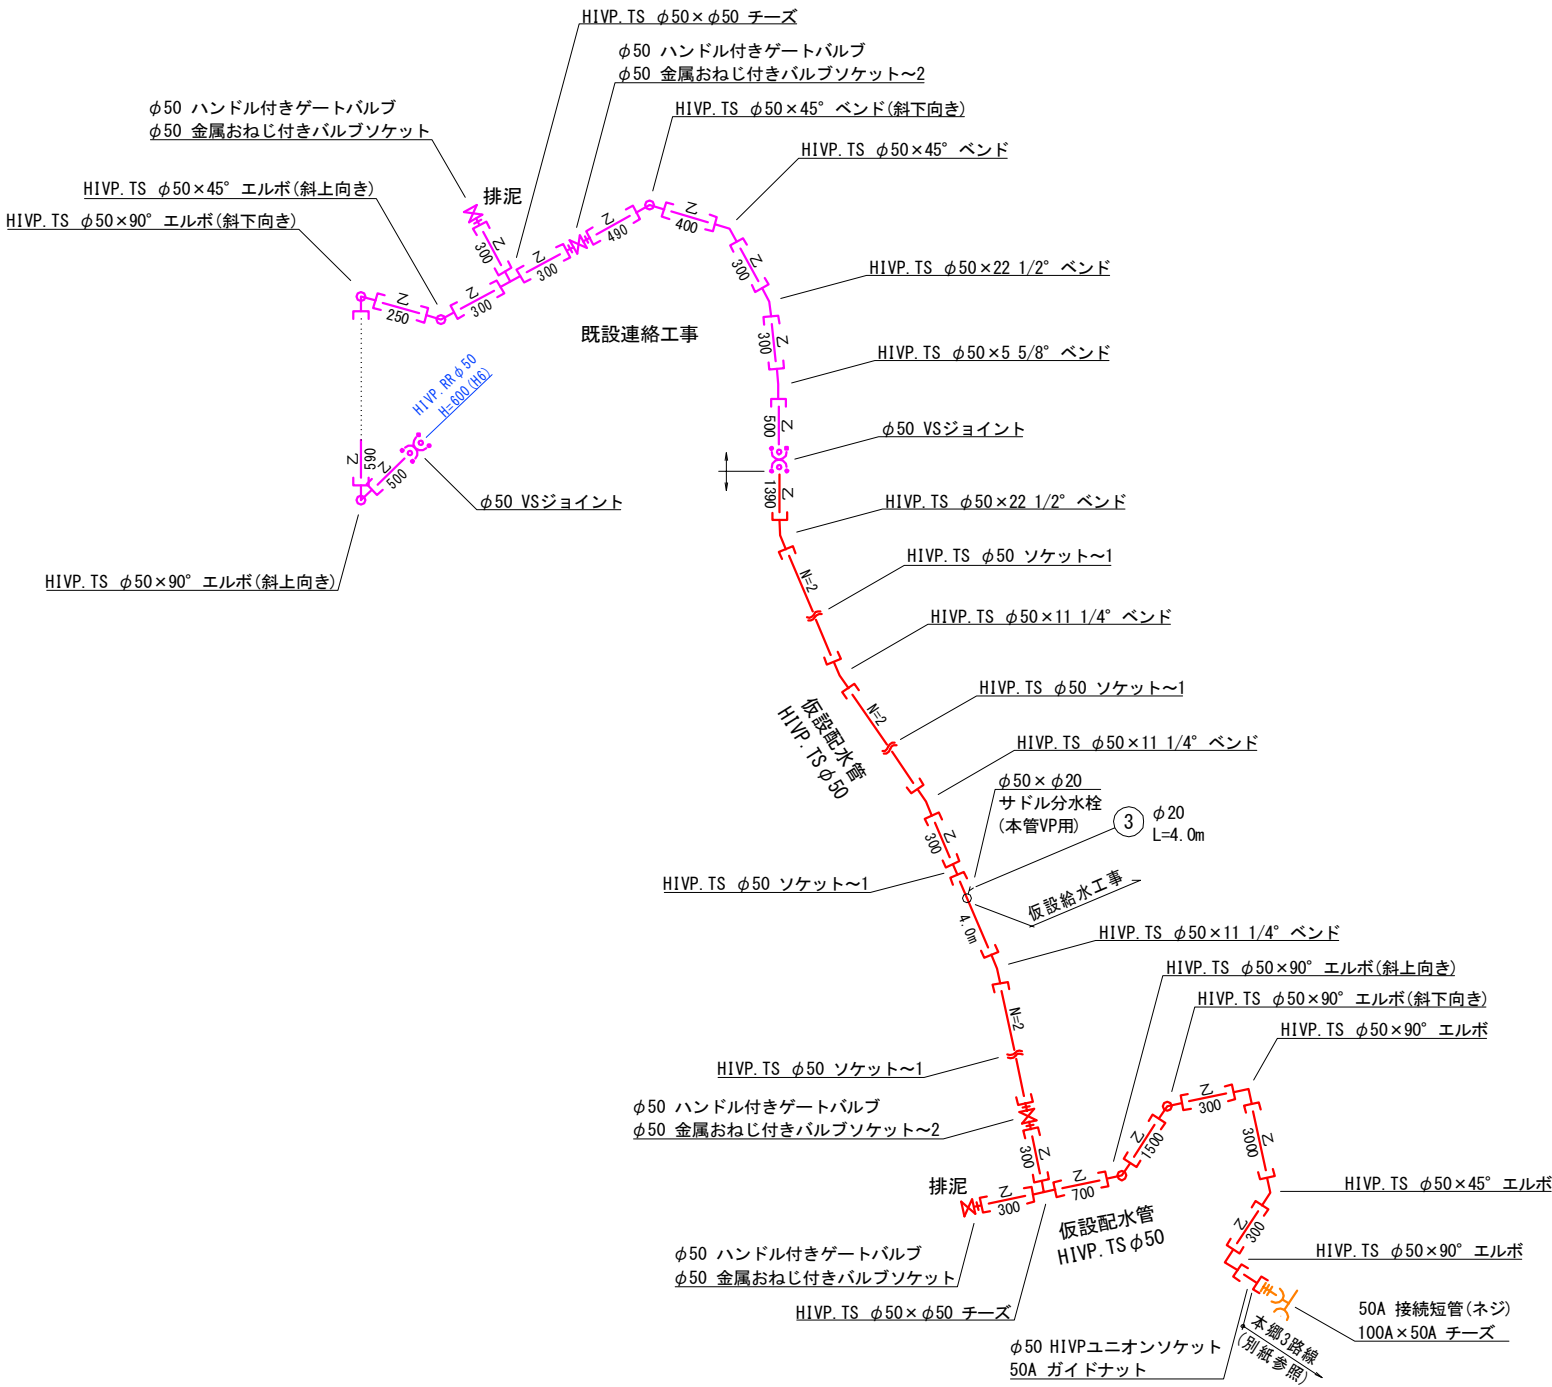 HIVP.TS φ50×φ50 チーズ
φ50 ハンドル付きゲートバルブ
φ50 金属おねじ付きバルブソケット～2
φ50 ハンドル付きゲートバルブ
φ50 金属おねじ付きバルブソケット
HIVP.TS φ50×45° ベンド(斜下向き)
HIVP.TS φ50×45° ベンド
HIVP.TS φ50×45° エルボ(斜上向き)
HIVP.TS φ50×90° エルボ(斜下向き)
排泥
乙
300
乙
300
乙
490
乙
400
乙
300
乙
250
乙
300
HIVP.TS φ50×22 1/2° ベンド
既設連絡工事
乙
300
HIVP.TS φ50×5 5/8° ベンド
HIVP.RRφ50
H=600(H6)
乙
500
φ50 VSジョイント
乙
590
乙
500
φ50 VSジョイント
乙
1390
HIVP.TS φ50×22 1/2° ベンド
HIVP.TS φ50×90° エルボ(斜上向き)
HIVP.TS φ50 ソケット～1
N=2
HIVP.TS φ50×11 1/4° ベンド
HIVP.TS φ50 ソケット～1
N=2
仮設配水管
HIVP.TSφ50
HIVP.TS φ50×11 1/4° ベンド
φ50×φ20
サドル分水栓
(本管VP用)
3
φ20
L=4.0m
乙
300
HIVP.TS φ50 ソケット～1
仮設給水工事
4.0m
HIVP.TS φ50×11 1/4° ベンド
HIVP.TS φ50×90° エルボ(斜上向き)
HIVP.TS φ50×90° エルボ(斜下向き)
HIVP.TS φ50×90° エルボ
N=2
HIVP.TS φ50 ソケット～1
φ50 ハンドル付きゲートバルブ
φ50 金属おねじ付きバルブソケット～2
乙
300
乙
1500
乙
300
乙
3000
排泥
乙
300
乙
700
HIVP.TS φ50×45° エルボ
仮設配水管
HIVP.TSφ50
乙
300
HIVP.TS φ50×90° エルボ
φ50 ハンドル付きゲートバルブ
φ50 金属おねじ付きバルブソケット
HIVP.TS φ50×φ50 チーズ
50A 接続短管(ネジ)
100A×50A チーズ
本郷3路線
(別紙参照)
φ50 HIVPユニオンソケット
50A ガイドナット